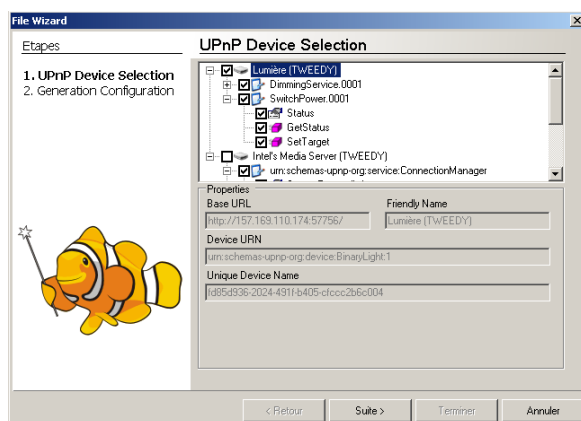 File Wizard
Etapes
1. UPnP Device Selection
2. Generation Configuration
UPnP Device Selection
Lumière (TWEEDY)
DimmingService.0001
SwitchPower.0001
Status
GetStatus
SetTarget
Intel's Media Server (TWEEDY)
urn:schemas-upnp-org:service:ConnectionManager
Properties
Base URL
Friendly Name
http://157.169.110.174:57756/
Lumière (TWEEDY)
Device URN
urn:schemas-upnp-org:device:BinaryLight:1
Unique Device Name
fd85d936-2024-491f-b405-cfccc2b6c004
< Retour
Suite >
Terminer
Annuler